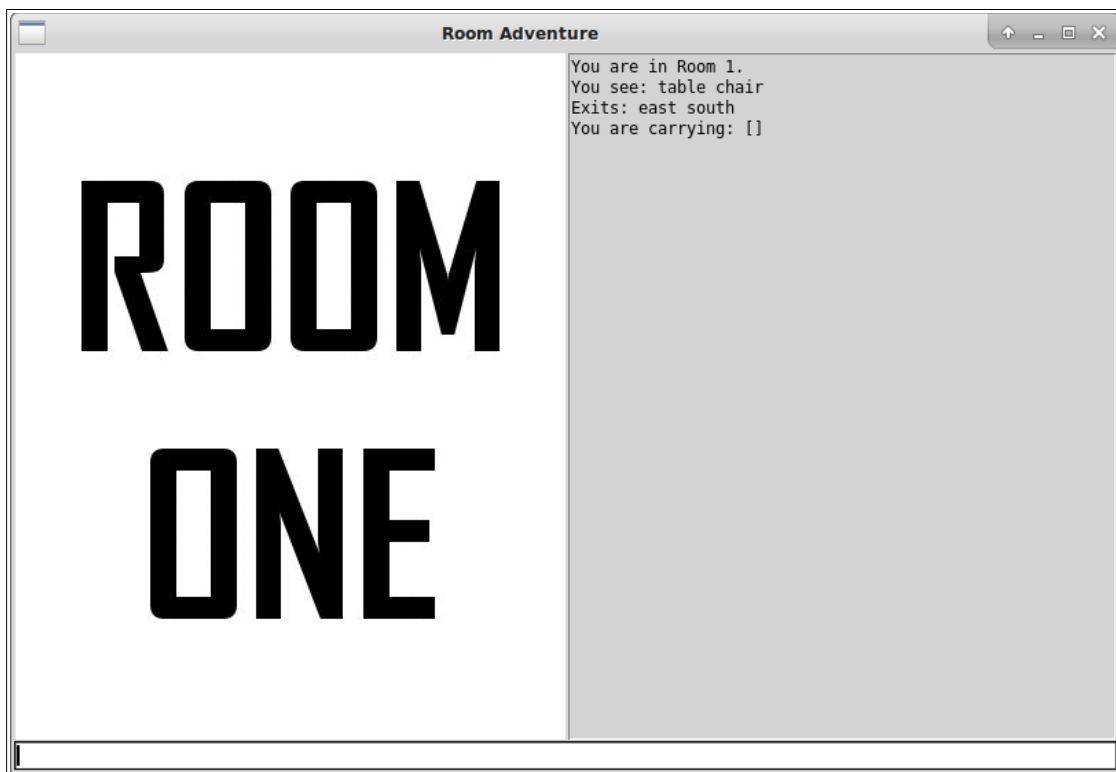 Room Adventure
ROOM
ONE
You are in Room 1.
You see: table chair
Exits: east south
You are carrying: []